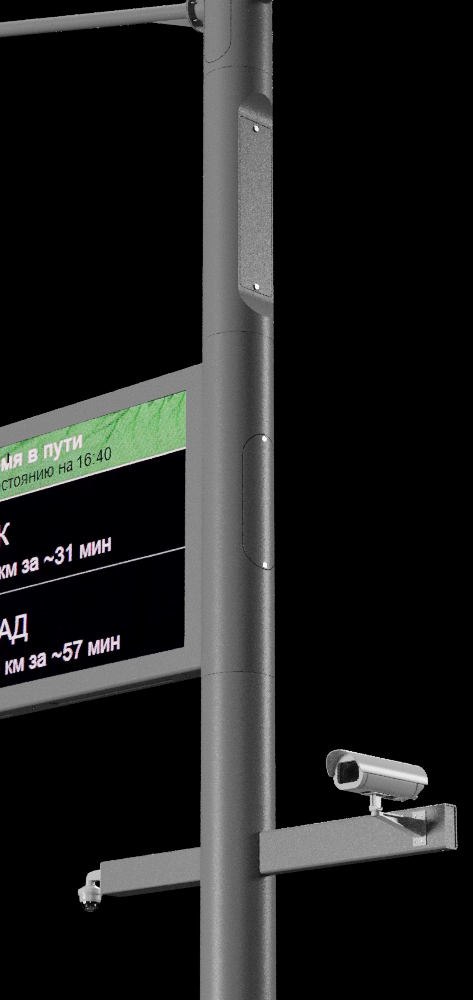 мя в пути
стоянию на 16:40
К
км за ~31 мин
АД
км за ~57 мин